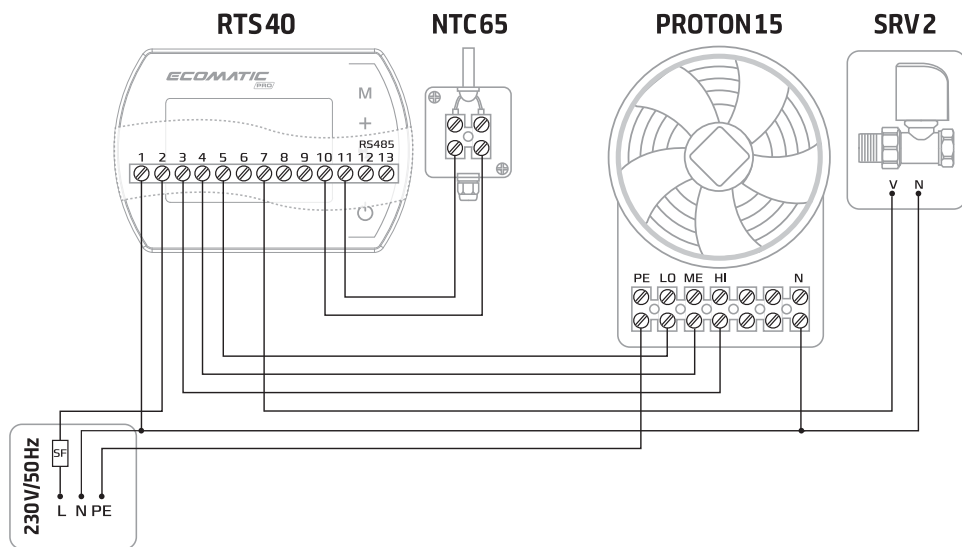 RTS40 NTC65 PROTON15 SRV2
ECOMATIC
PRO
M
+
RS485
1 2 3 4 5 6 7 8 9 10 11 12 13
V N
PE LO ME HI N
230V/50Hz
SF
L N PE